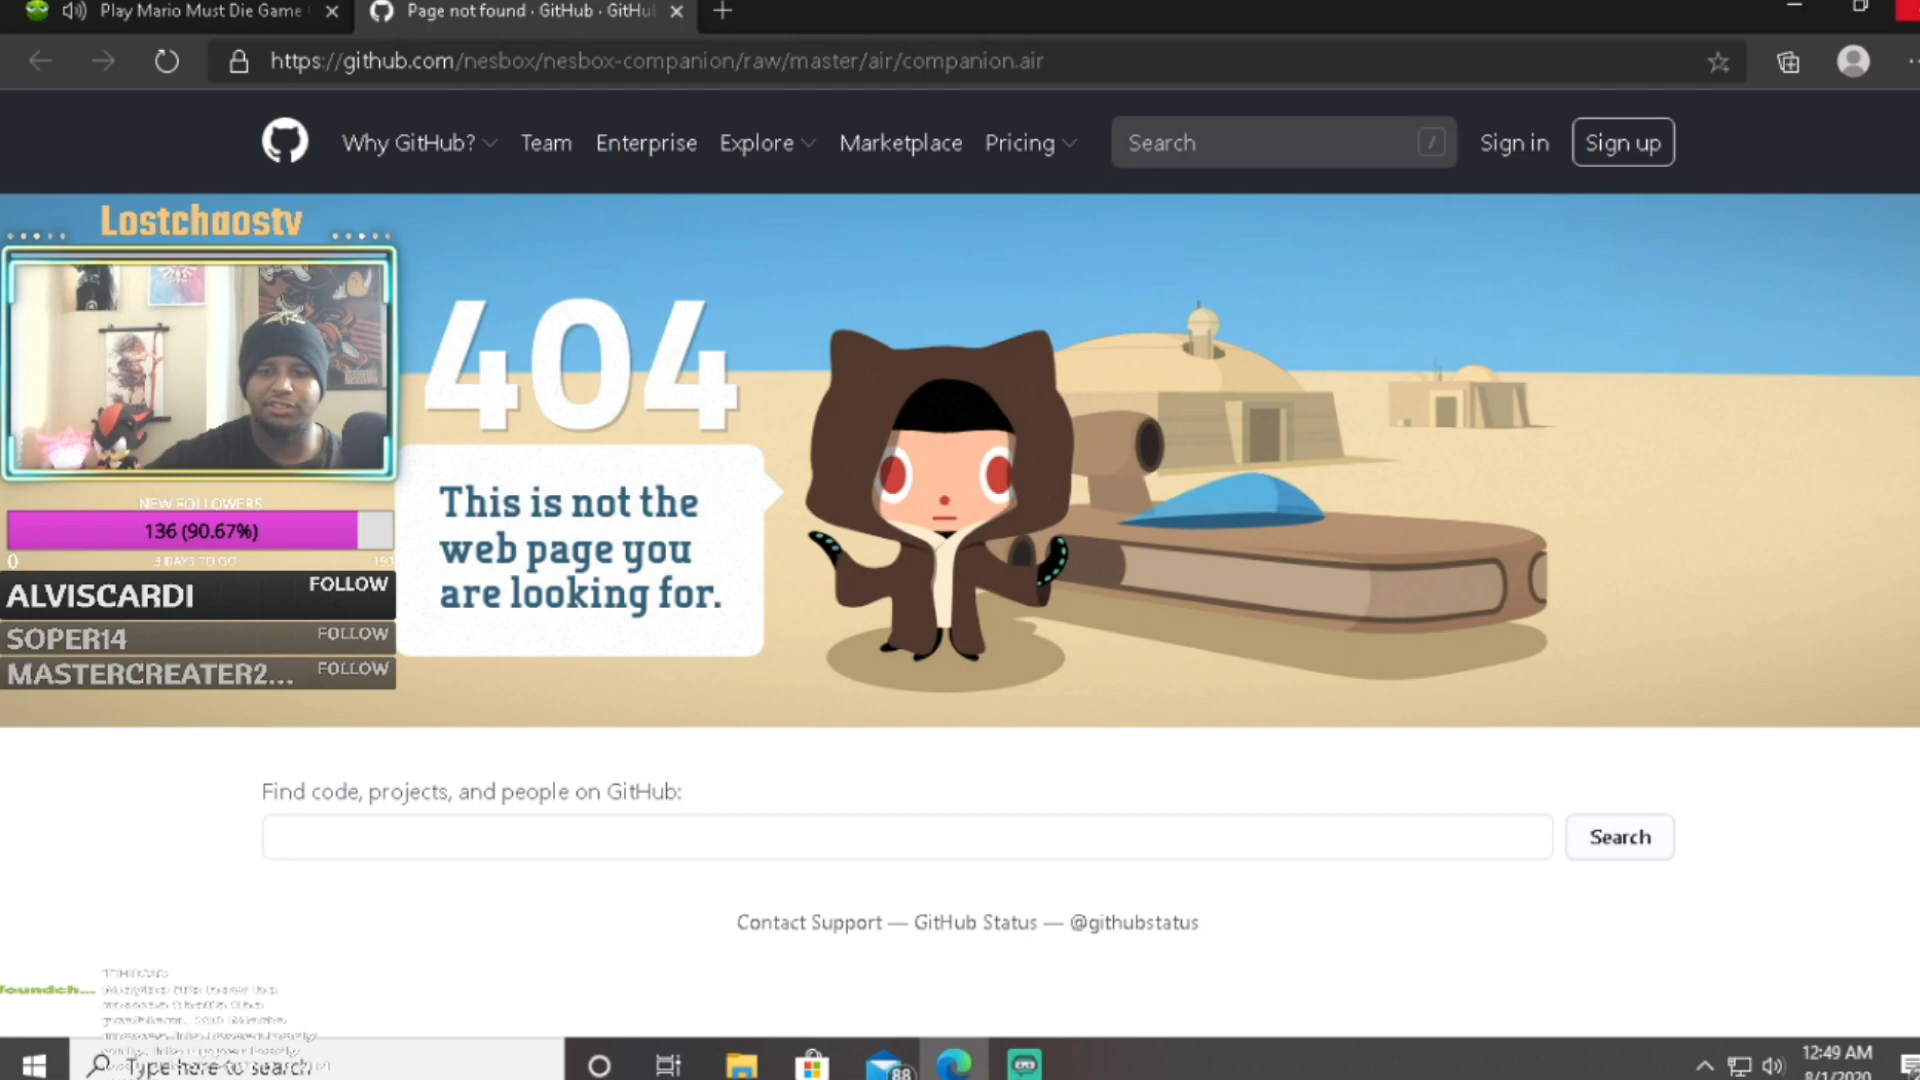 Play Mario Must Die Game
Page not found · GitHub · GitHu
https://github.com/nesbox/nesbox-companion/raw/master/air/companion.air
Why GitHub? Team Enterprise Explore Marketplace Pricing Search / Sign in Sign up
Lostchaostv
404
This is not the
web page you
are looking for.
NEW FOLLOWERS
136 (90.67%)
0 3 DAYS TO GO
ALVISCARDI FOLLOW
SOPER14 FOLLOW
MASTERCREATER2... FOLLOW
Find code, projects, and people on GitHub:
Search
Contact Support — GitHub Status — @githubstatus
foundch...
Type here to search
88
12:49 AM
8/1/2020